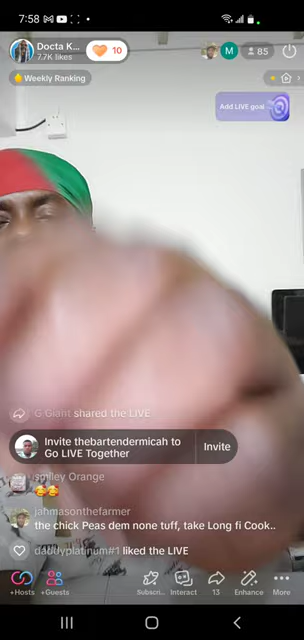 7:58
Docta K...
7.7K likes
10
M
85
Weekly Ranking
Add LIVE goal
G Giant shared the LIVE
Invite thebartendermicah to
Go LIVE Together
Invite
smiley Orange
jahmasonthefarmer
the chick Peas dem none tuff, take Long fi Cook..
daddyplatinum#1 liked the LIVE
+Hosts
+Guests
Subscri...
Interact
13
Enhance
More